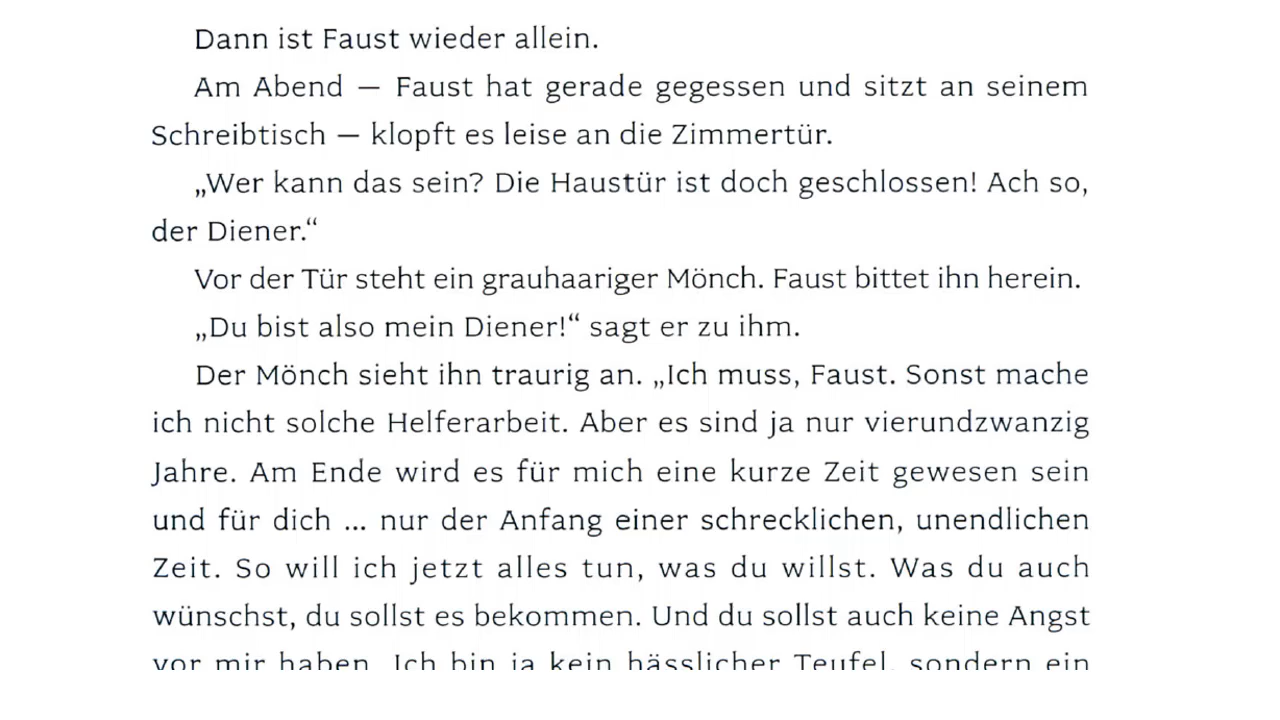 Dann ist Faust wieder allein.
Am Abend — Faust hat gerade gegessen und sitzt an seinem
Schreibtisch — klopft es leise an die Zimmertür.
„Wer kann das sein? Die Haustür ist doch geschlossen! Ach so,
der Diener.“
Vor der Tür steht ein grauhaariger Mönch. Faust bittet ihn herein.
„Du bist also mein Diener!“ sagt er zu ihm.
Der Mönch sieht ihn traurig an. „Ich muss, Faust. Sonst mache
ich nicht solche Helferarbeit. Aber es sind ja nur vierundzwanzig
Jahre. Am Ende wird es für mich eine kurze Zeit gewesen sein
und für dich ... nur der Anfang einer schrecklichen, unendlichen
Zeit. So will ich jetzt alles tun, was du willst. Was du auch
wünschst, du sollst es bekommen. Und du sollst auch keine Angst
vor mir haben. Ich bin ja kein hässlicher Teufel, sondern ein